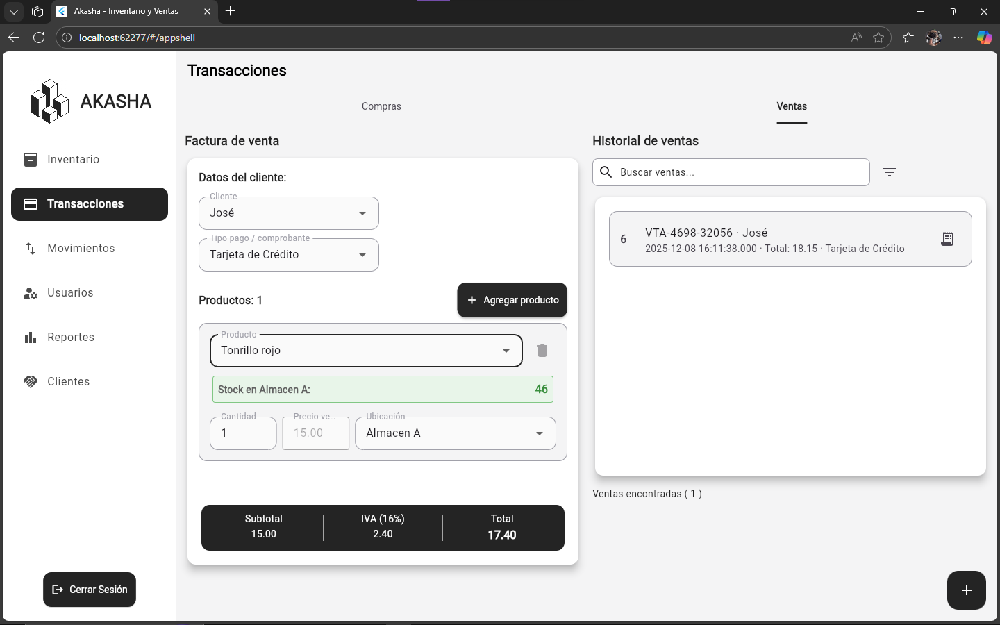 Akasha - Inventario y Ventas
localhost:62277/#/appshell
AKASHA
Inventario
Transacciones
Movimientos
Usuarios
Reportes
Clientes
Cerrar Sesión
Transacciones
Compras
Ventas
Factura de venta
Datos del cliente:
Cliente
José
Tipo pago / comprobante
Tarjeta de Crédito
Productos: 1
Agregar producto
Producto
Tonrillo rojo
Stock en Almacen A: 46
Cantidad
1
Precio ve...
15.00
Ubicación
Almacen A
Subtotal
15.00
IVA (16%)
2.40
Total
17.40
Historial de ventas
Buscar ventas...
6
VTA-4698-32056 · José
2025-12-08 16:11:38.000 · Total: 18.15 · Tarjeta de Crédito
Ventas encontradas ( 1 )